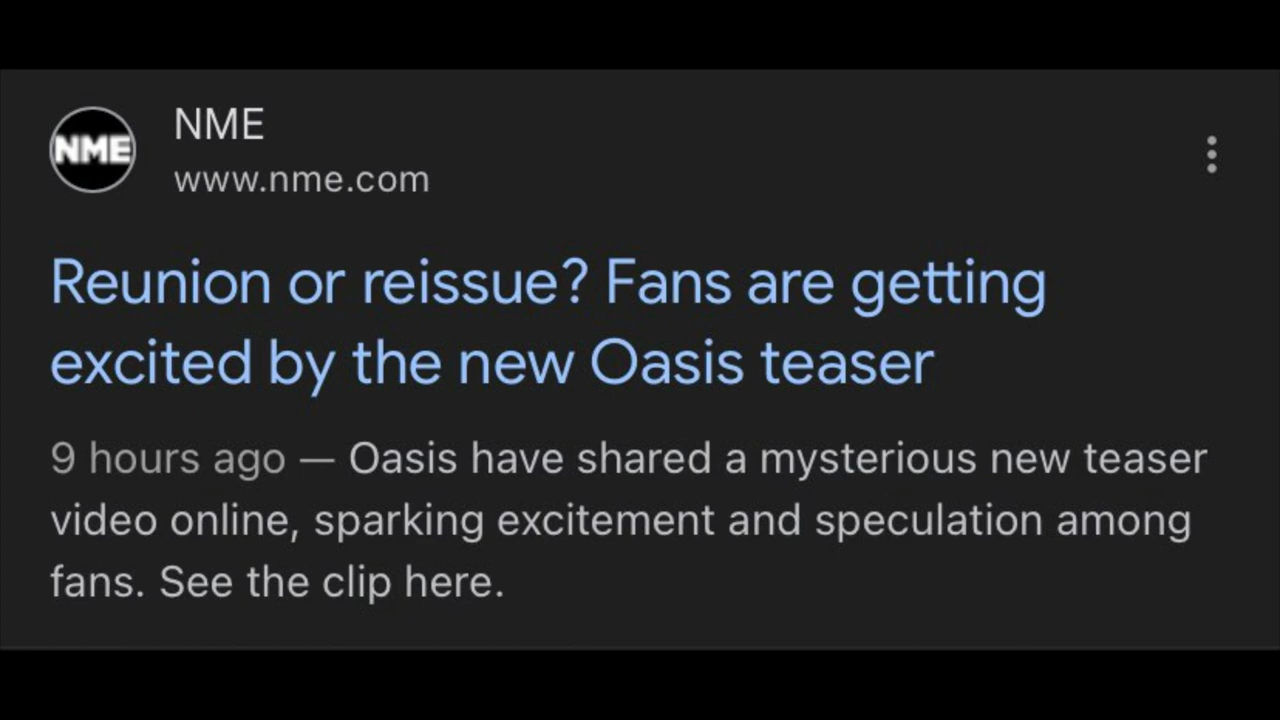 NME
NME
www.nme.com
Reunion or reissue? Fans are getting
excited by the new Oasis teaser
9 hours ago — Oasis have shared a mysterious new teaser
video online, sparking excitement and speculation among
fans. See the clip here.